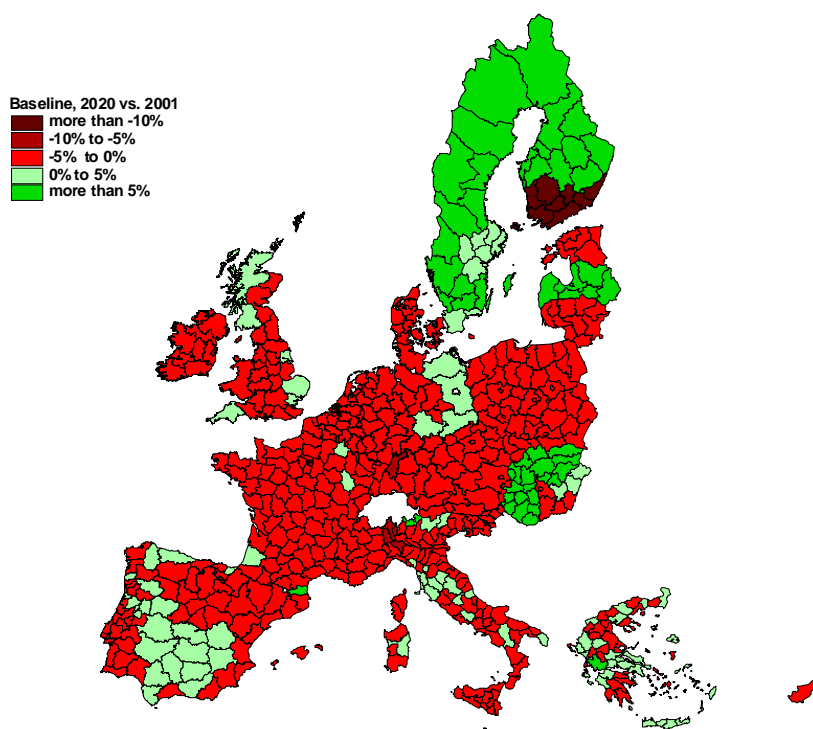 Baseline, 2020 vs. 2001
more than -10%
-10% to -5%
-5% to 0%
0% to 5%
more than 5%